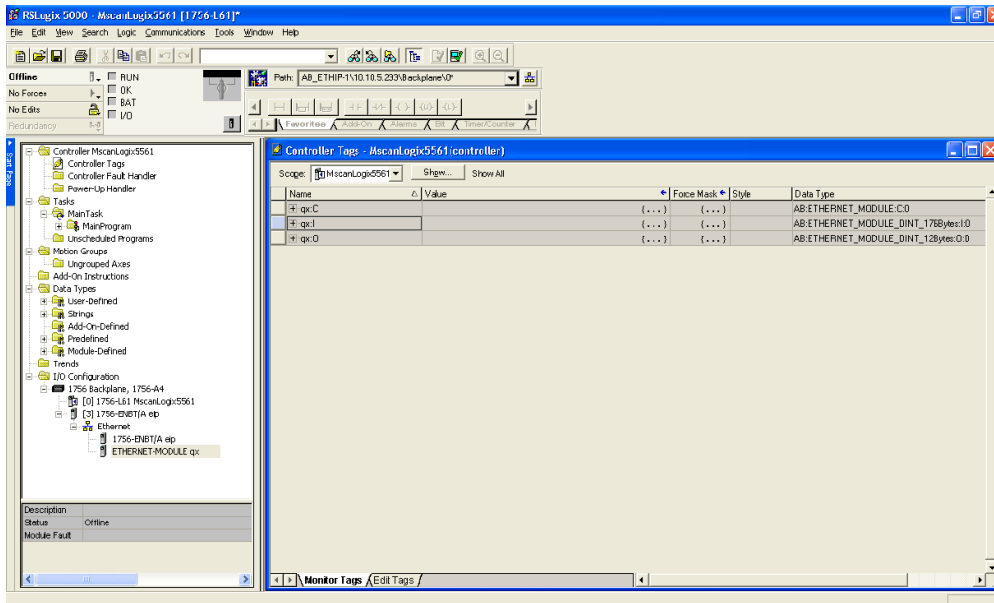 RSLogix 5000 - MscanLogix5561 [1756-L61]*
File Edit View Search Logic Communications Tools Window Help
Offline
RUN
No Forces
OK
No Edits
BAT
Redundancy
I/O
Path: AB_ETHIP-1\10.10.5.233\Backplane\0*
Favorites Add-On Alarms Bit Timer/Counter
Start Page
Controller MscanLogix5561
Controller Tags
Controller Fault Handler
Power-Up Handler
Tasks
MainTask
MainProgram
Unscheduled Programs
Motion Groups
Ungrouped Axes
Add-On Instructions
Data Types
User-Defined
Strings
Add-On-Defined
Predefined
Module-Defined
Trends
I/O Configuration
1756 Backplane, 1756-A4
[0] 1756-L61 MscanLogix5561
[3] 1756-ENBT/A eip
Ethernet
1756-ENBT/A eip
ETHERNET-MODULE qx
Description
Status Offline
Module Fault
Controller Tags - MscanLogix5561(controller)
Scope: MscanLogix5561 Show... Show All
Name Value Force Mask Style Data Type
qx:C {...} {...} AB:ETHERNET_MODULE:C:0
qx:I {...} {...} AB:ETHERNET_MODULE_DINT_176Bytes:I:0
qx:O {...} {...} AB:ETHERNET_MODULE_DINT_12Bytes:O:0
Monitor Tags Edit Tags